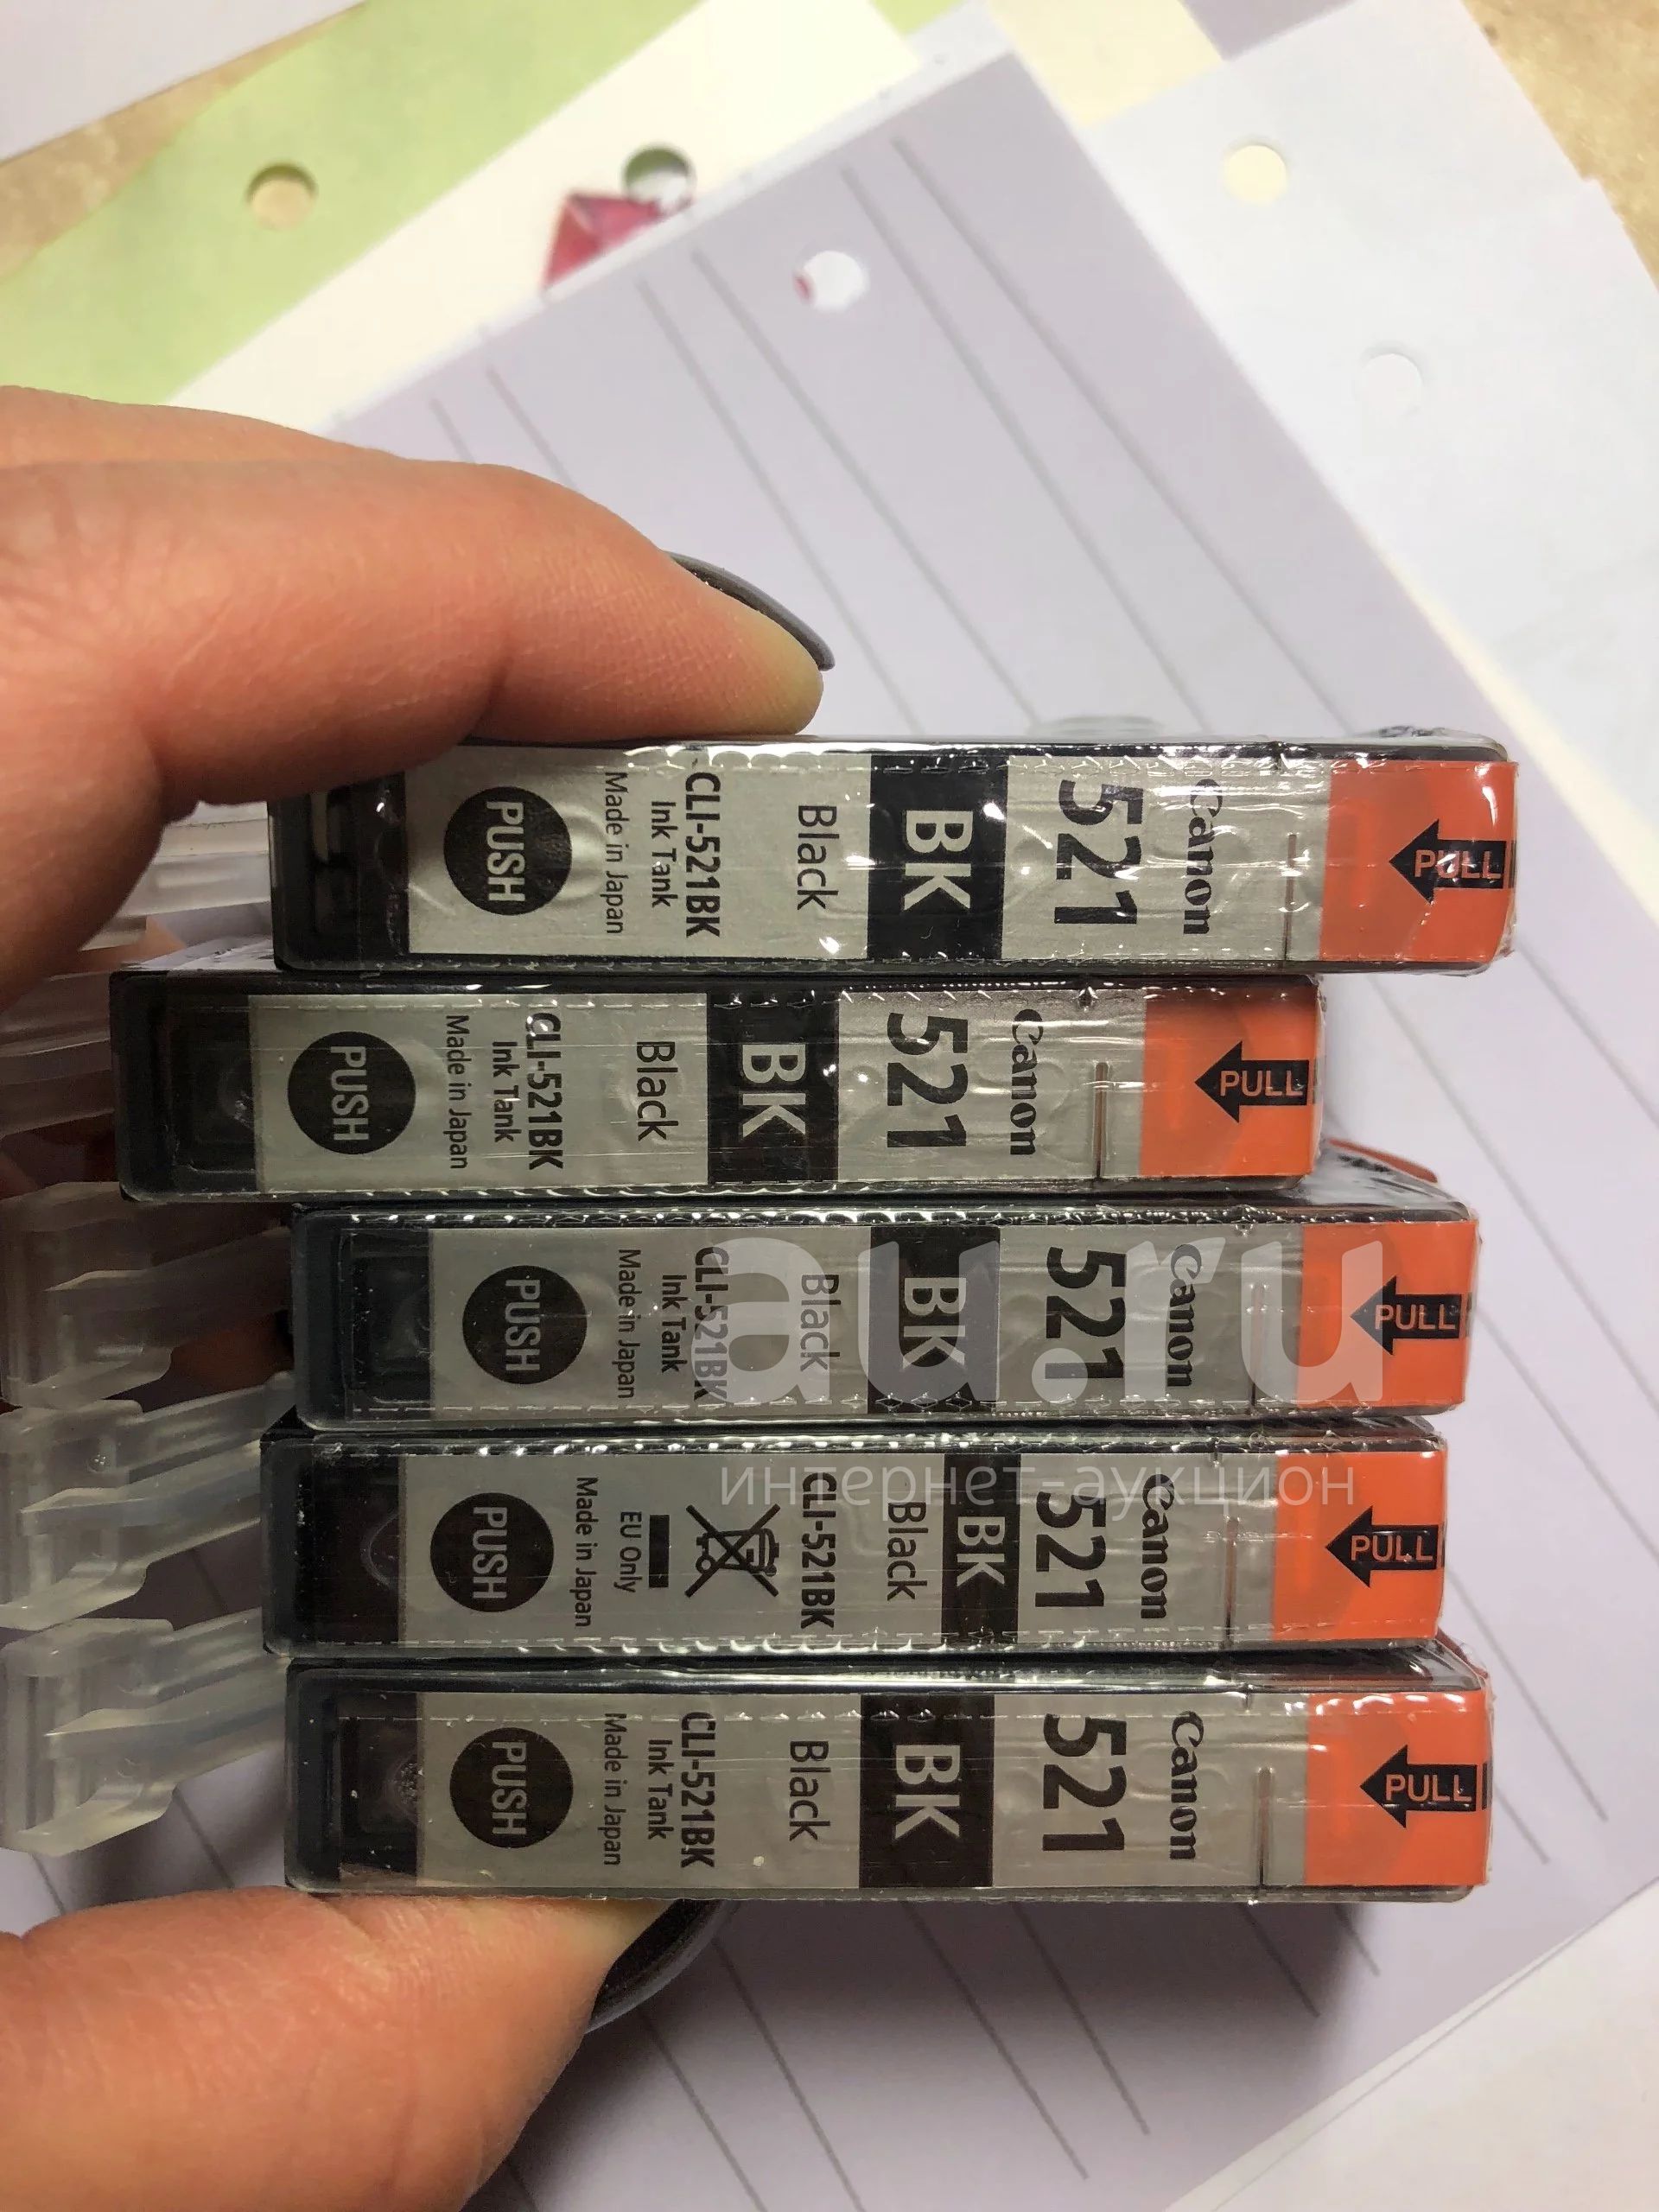 PULL
Canon
521
BK
Black
CLI-521BK
Ink Tank
Made in Japan
PUSH
PULL
Canon
521
BK
Black
CLI-521BK
Ink Tank
Made in Japan
PUSH
PULL
Canon
521
BK
Black
CLI-521BK
Ink Tank
Made in Japan
PUSH
PULL
Canon
521
BK
Black
CLI-521BK
EU Only
Made in Japan
PUSH
PULL
Canon
521
BK
Black
CLI-521BK
Ink Tank
Made in Japan
PUSH
au.ru
интернет-аукцион